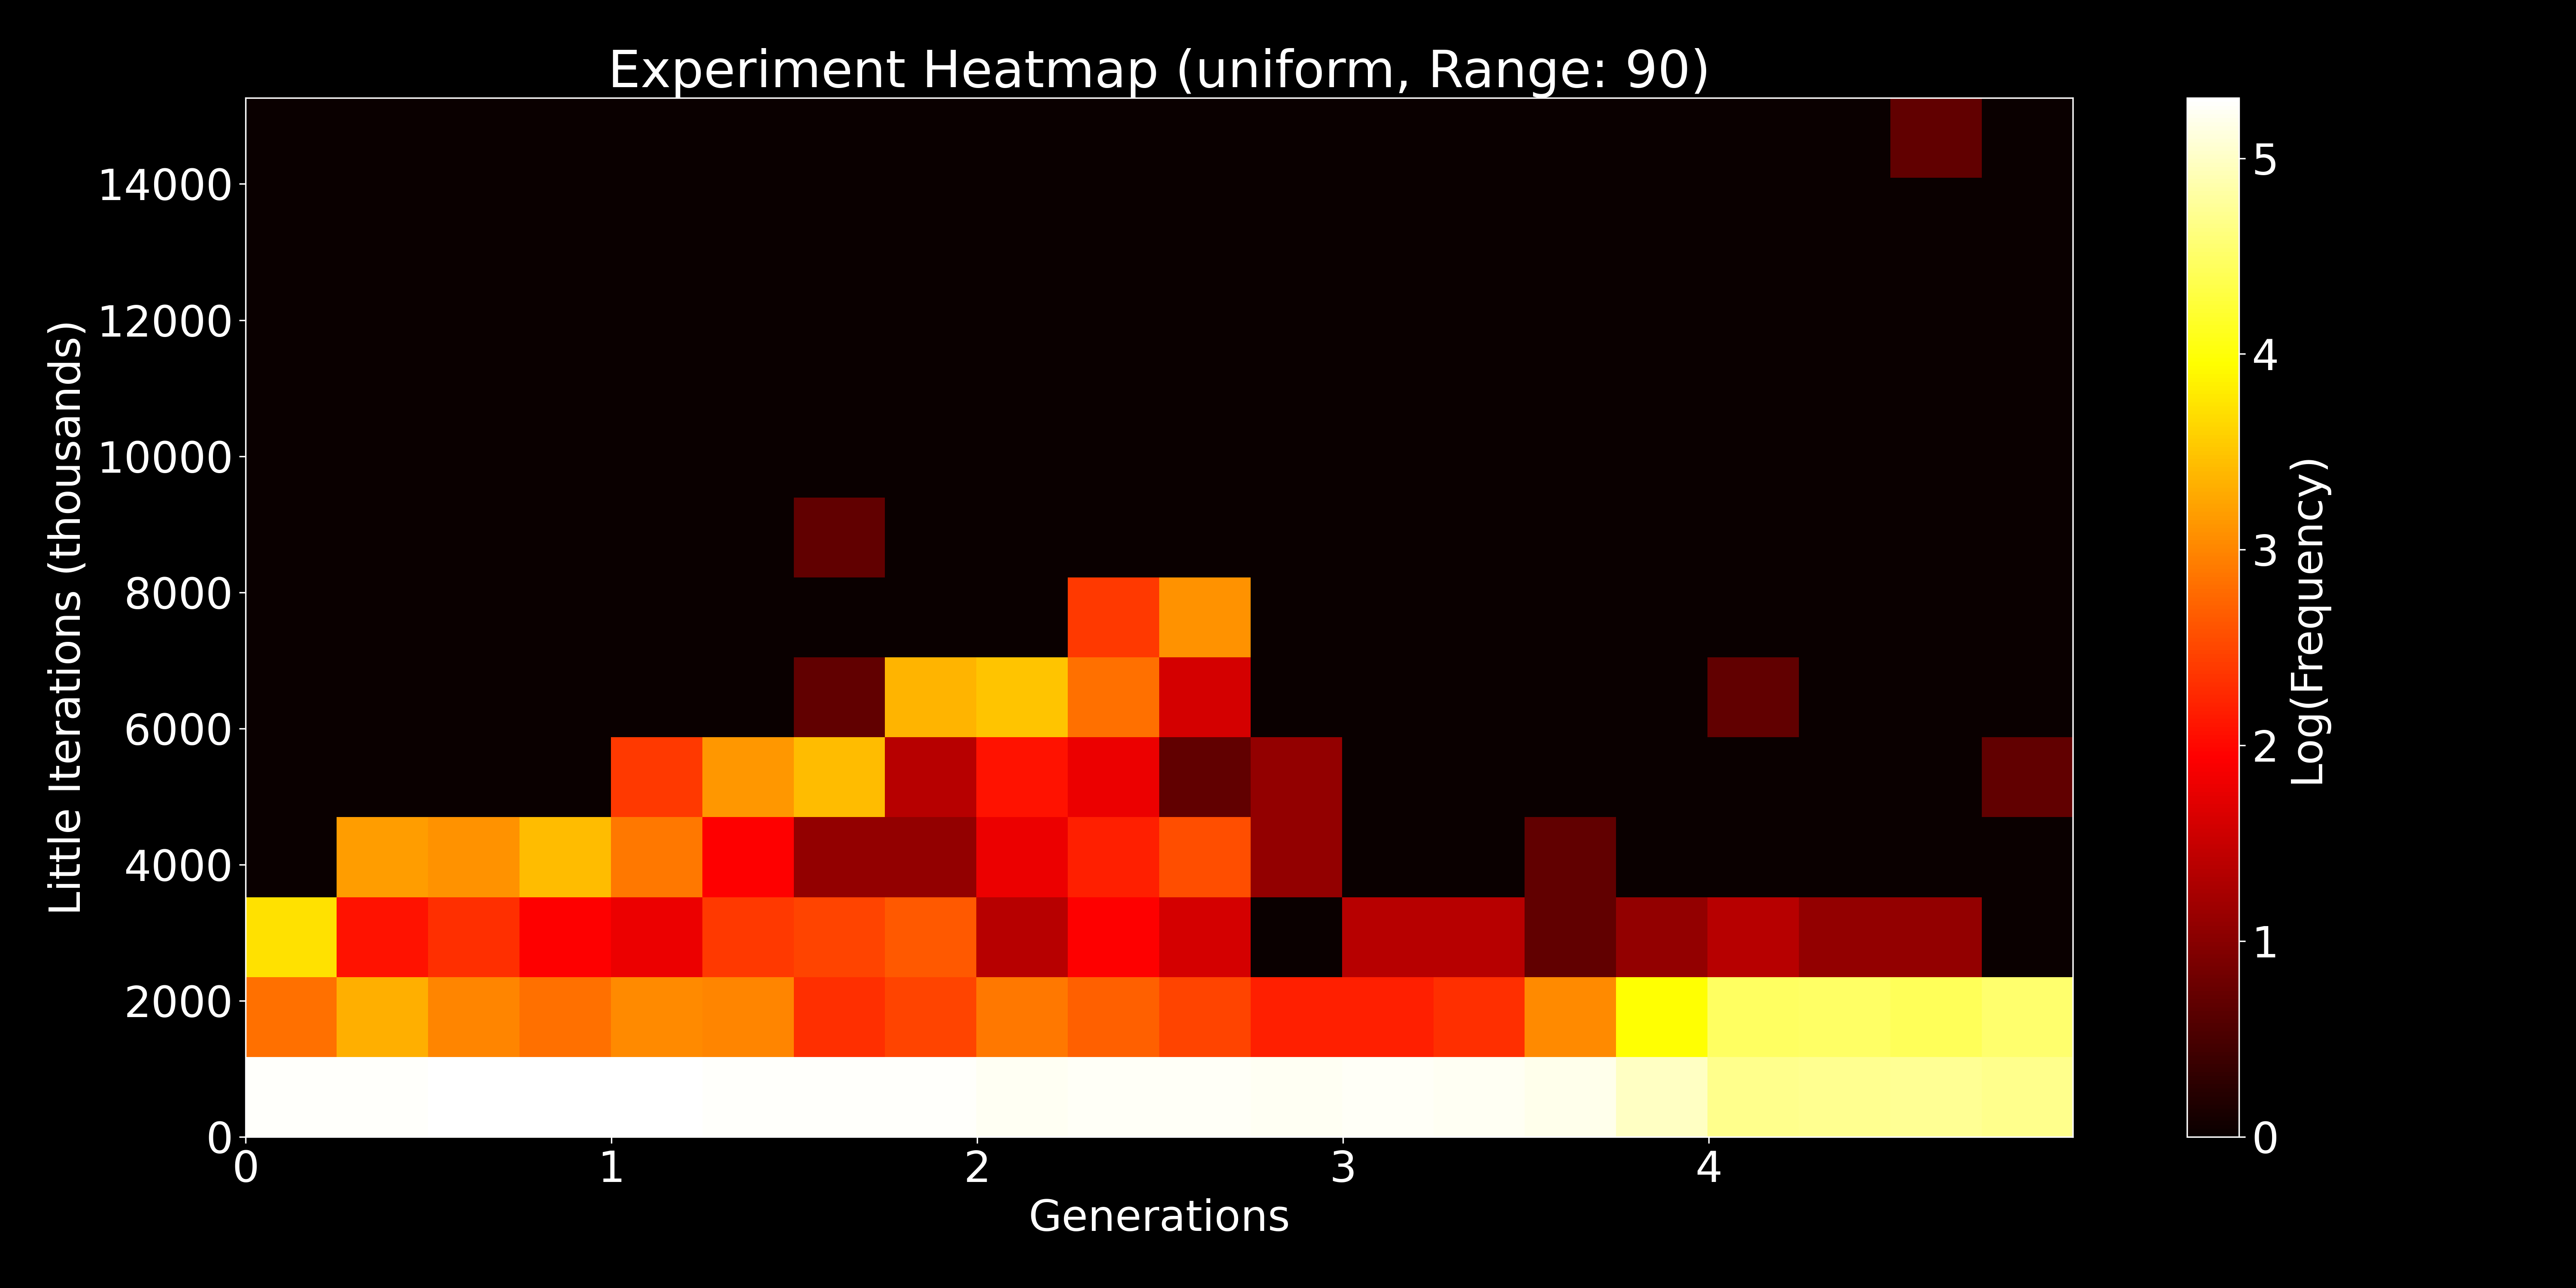 Experiment Heatmap (uniform, Range: 90)
Little Iterations (thousands)
14000
12000
10000
8000
6000
4000
2000
0
0 1 2 3 4
Generations
5
4
3
2
1
0
Log(Frequency)